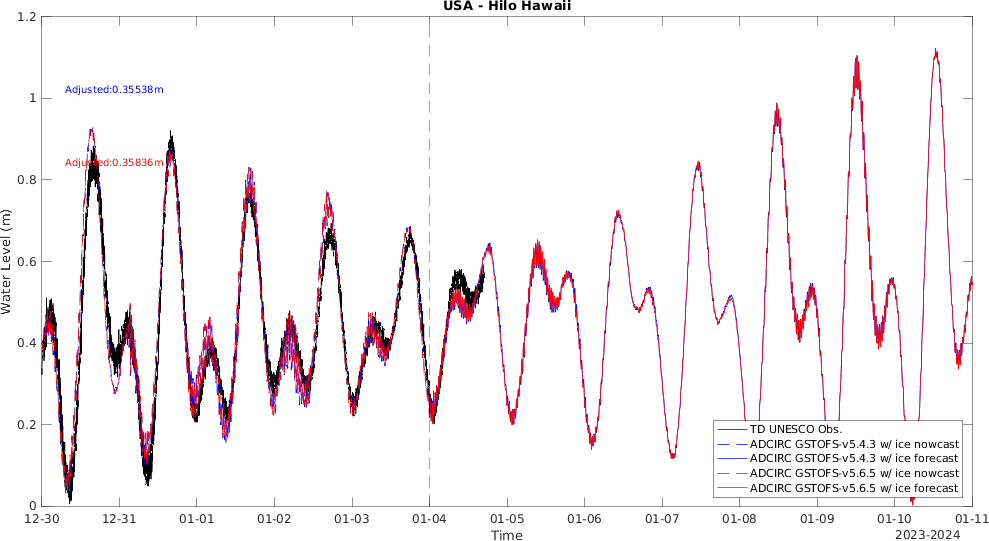 USA - Hilo Hawaii
1.2
1
0.8
0.6
0.4
0.2
0
Water Level (m)
Adjusted:0.35538m
Adjusted:0.35836m
TD UNESCO Obs.
ADCIRC GSTOFS-v5.4.3 w/ ice nowcast
ADCIRC GSTOFS-v5.4.3 w/ ice forecast
ADCIRC GSTOFS-v5.6.5 w/ ice nowcast
ADCIRC GSTOFS-v5.6.5 w/ ice forecast
12-30 12-31 01-01 01-02 01-03 01-04 01-05 01-06 01-07 01-08 01-09 01-10 01-11
Time
2023-2024